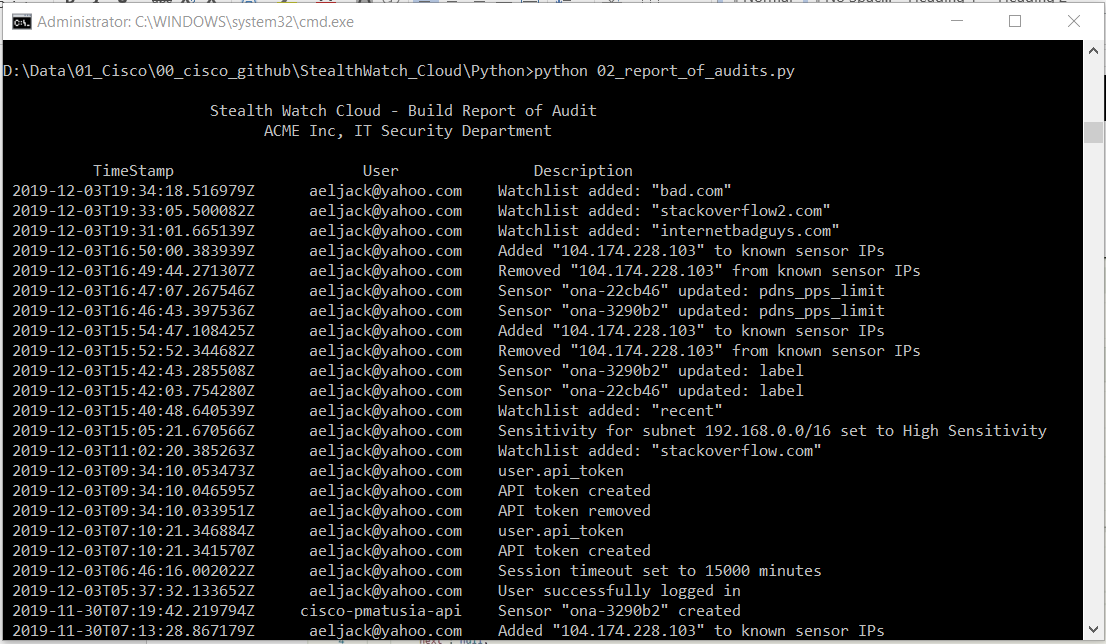 Administrator: C:\WINDOWS\system32\cmd.exe
D:\Data\01_Cisco\00_cisco_github\StealthWatch_Cloud\Python>python 02_report_of_audits.py
Stealth Watch Cloud - Build Report of Audit
ACME Inc, IT Security Department
TimeStamp User Description
2019-12-03T19:34:18.516979Z aeljack@yahoo.com Watchlist added: "bad.com"
2019-12-03T19:33:05.500082Z aeljack@yahoo.com Watchlist added: "stackoverflow2.com"
2019-12-03T19:31:01.665139Z aeljack@yahoo.com Watchlist added: "internetbadguys.com"
2019-12-03T16:50:00.383939Z aeljack@yahoo.com Added "104.174.228.103" to known sensor IPs
2019-12-03T16:49:44.271307Z aeljack@yahoo.com Removed "104.174.228.103" from known sensor IPs
2019-12-03T16:47:07.267546Z aeljack@yahoo.com Sensor "ona-22cb46" updated: pdns_pps_limit
2019-12-03T16:46:43.397536Z aeljack@yahoo.com Sensor "ona-3290b2" updated: pdns_pps_limit
2019-12-03T15:54:47.108425Z aeljack@yahoo.com Added "104.174.228.103" to known sensor IPs
2019-12-03T15:52:52.344682Z aeljack@yahoo.com Removed "104.174.228.103" from known sensor IPs
2019-12-03T15:42:43.285508Z aeljack@yahoo.com Sensor "ona-3290b2" updated: label
2019-12-03T15:42:03.754280Z aeljack@yahoo.com Sensor "ona-22cb46" updated: label
2019-12-03T15:40:48.640539Z aeljack@yahoo.com Watchlist added: "recent"
2019-12-03T15:05:21.670566Z aeljack@yahoo.com Sensitivity for subnet 192.168.0.0/16 set to High Sensitivity
2019-12-03T11:02:20.385263Z aeljack@yahoo.com Watchlist added: "stackoverflow.com"
2019-12-03T09:34:10.053473Z aeljack@yahoo.com user.api_token
2019-12-03T09:34:10.046595Z aeljack@yahoo.com API token created
2019-12-03T09:34:10.033951Z aeljack@yahoo.com API token removed
2019-12-03T07:10:21.346884Z aeljack@yahoo.com user.api_token
2019-12-03T07:10:21.341570Z aeljack@yahoo.com API token created
2019-12-03T06:46:16.002022Z aeljack@yahoo.com Session timeout set to 15000 minutes
2019-12-03T05:37:32.133652Z aeljack@yahoo.com User successfully logged in
2019-11-30T07:19:42.219794Z cisco-pmatusia-api Sensor "ona-3290b2" created
2019-11-30T07:13:28.867179Z aeljack@yahoo.com Added "104.174.228.103" to known sensor IPs